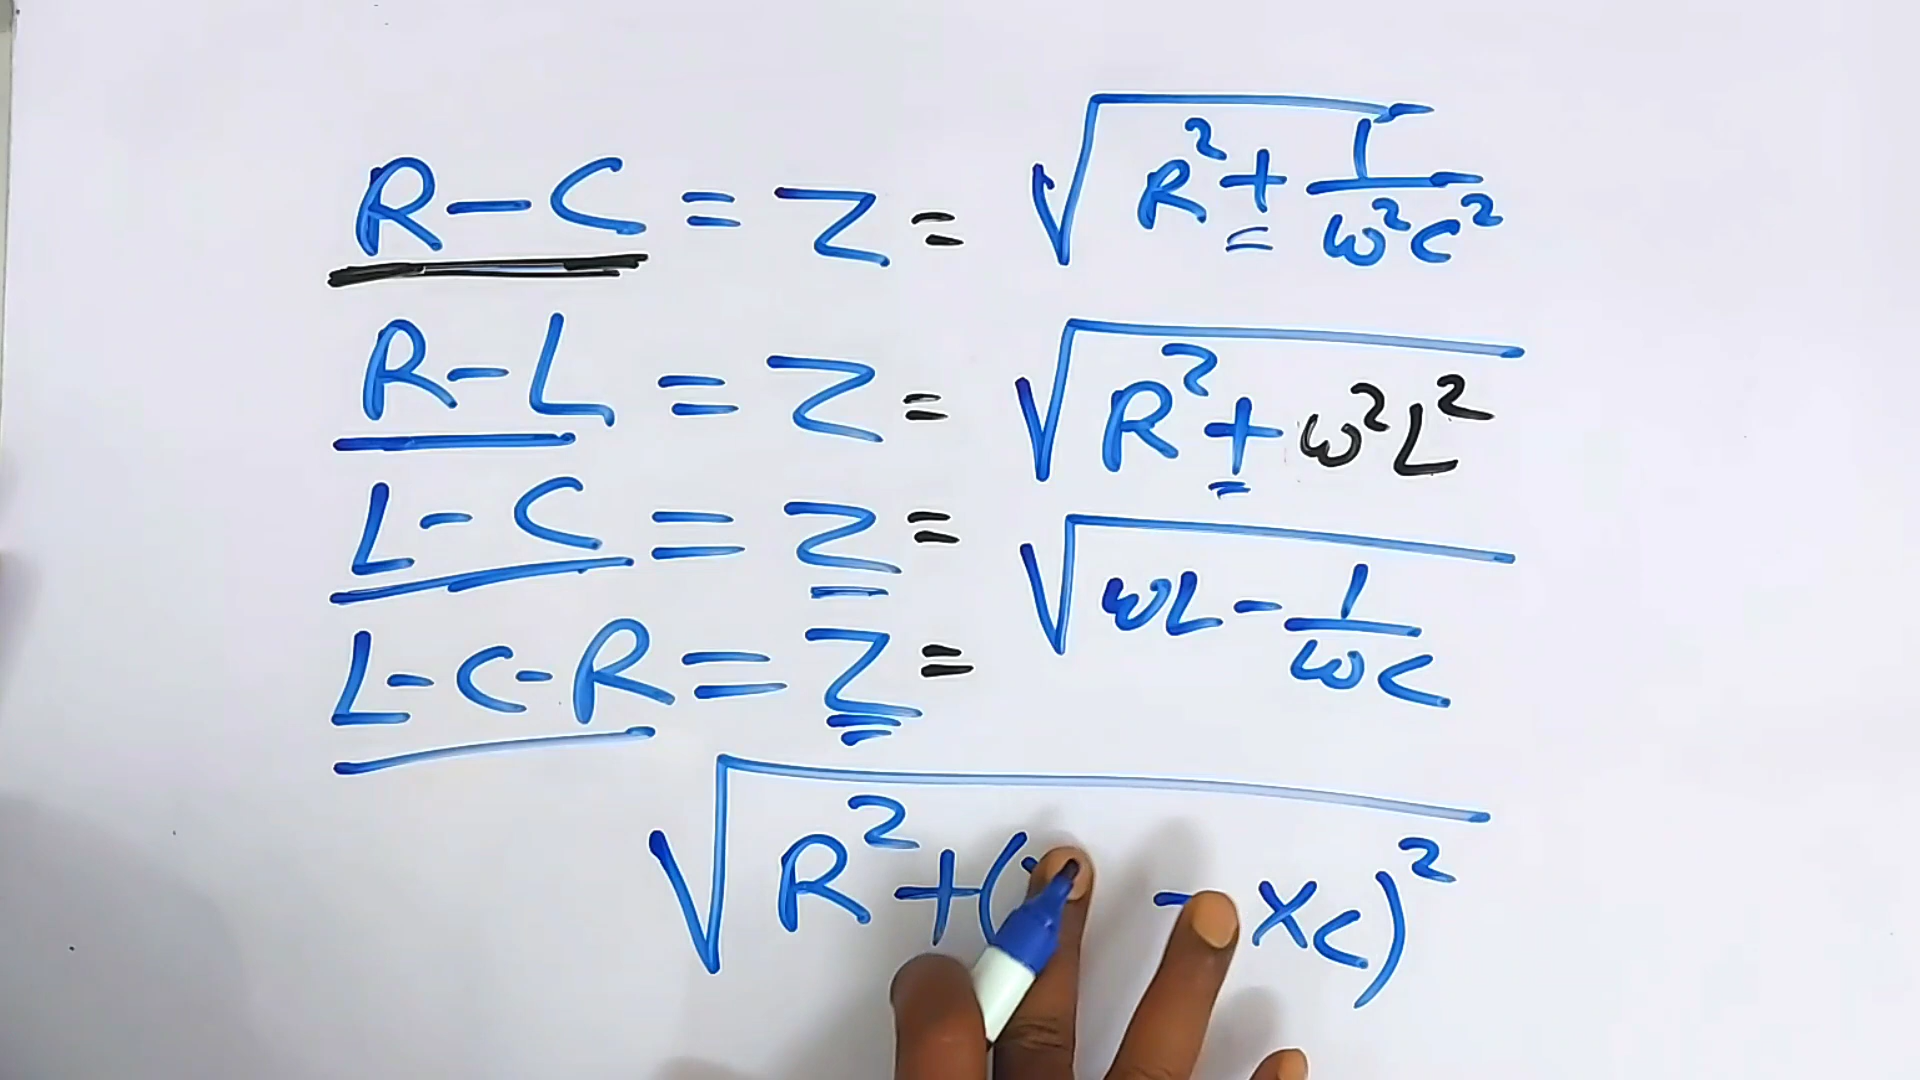 R-C = Z = √(R² + 1/ω²C²)
R-L = Z = √(R² + ω²L²)
L-C = Z = √(ωL - 1/ωC)
L-C-R = Z =
√(R² + ( - Xc)²)